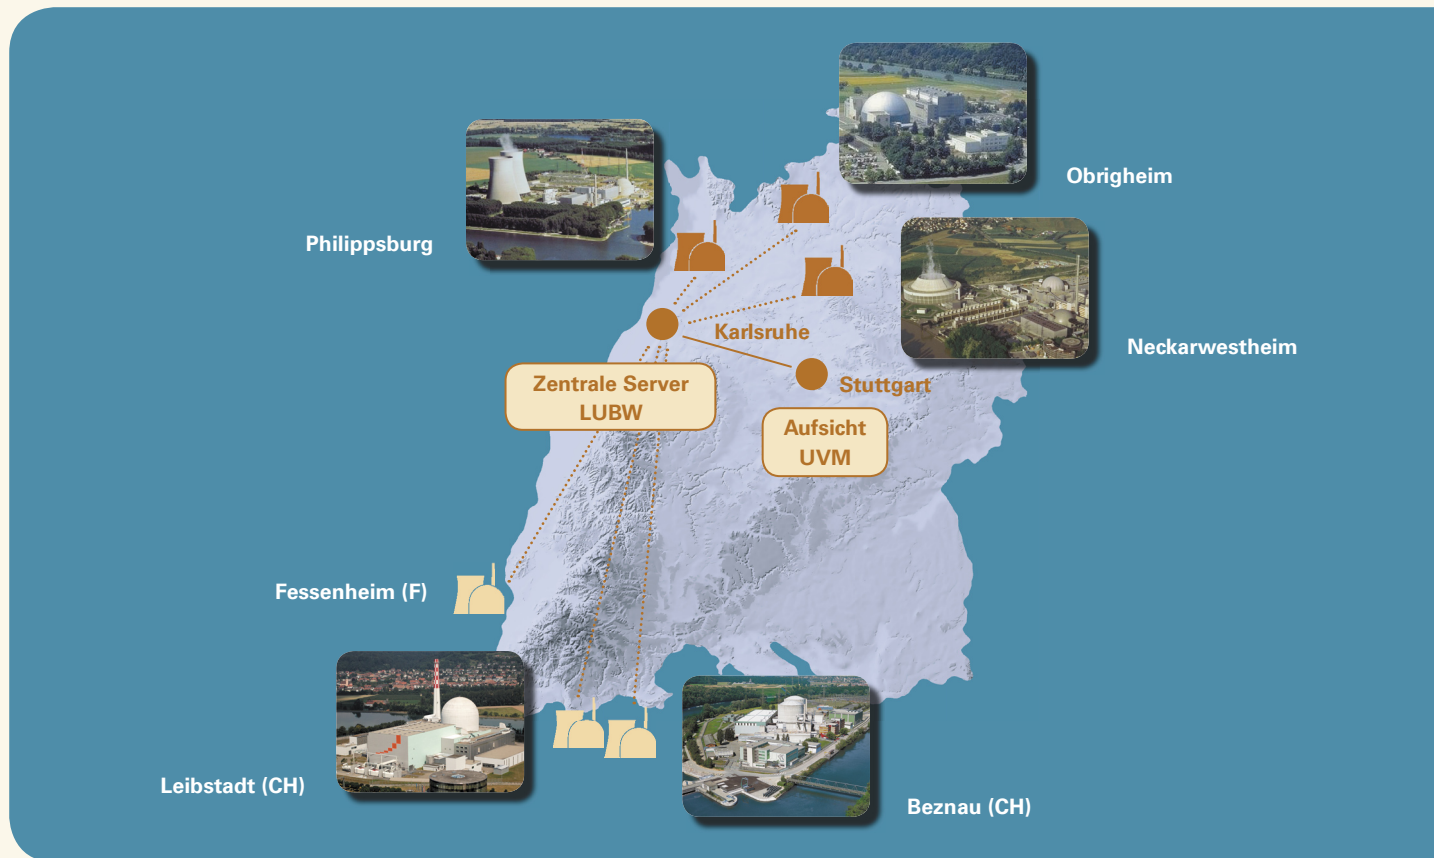 Obrigheim
Philippsburg
Karlsruhe
Neckarwestheim
Zentrale Server
LUBW
Stuttgart
Aufsicht
UVM
Fessenheim (F)
Leibstadt (CH)
Beznau (CH)